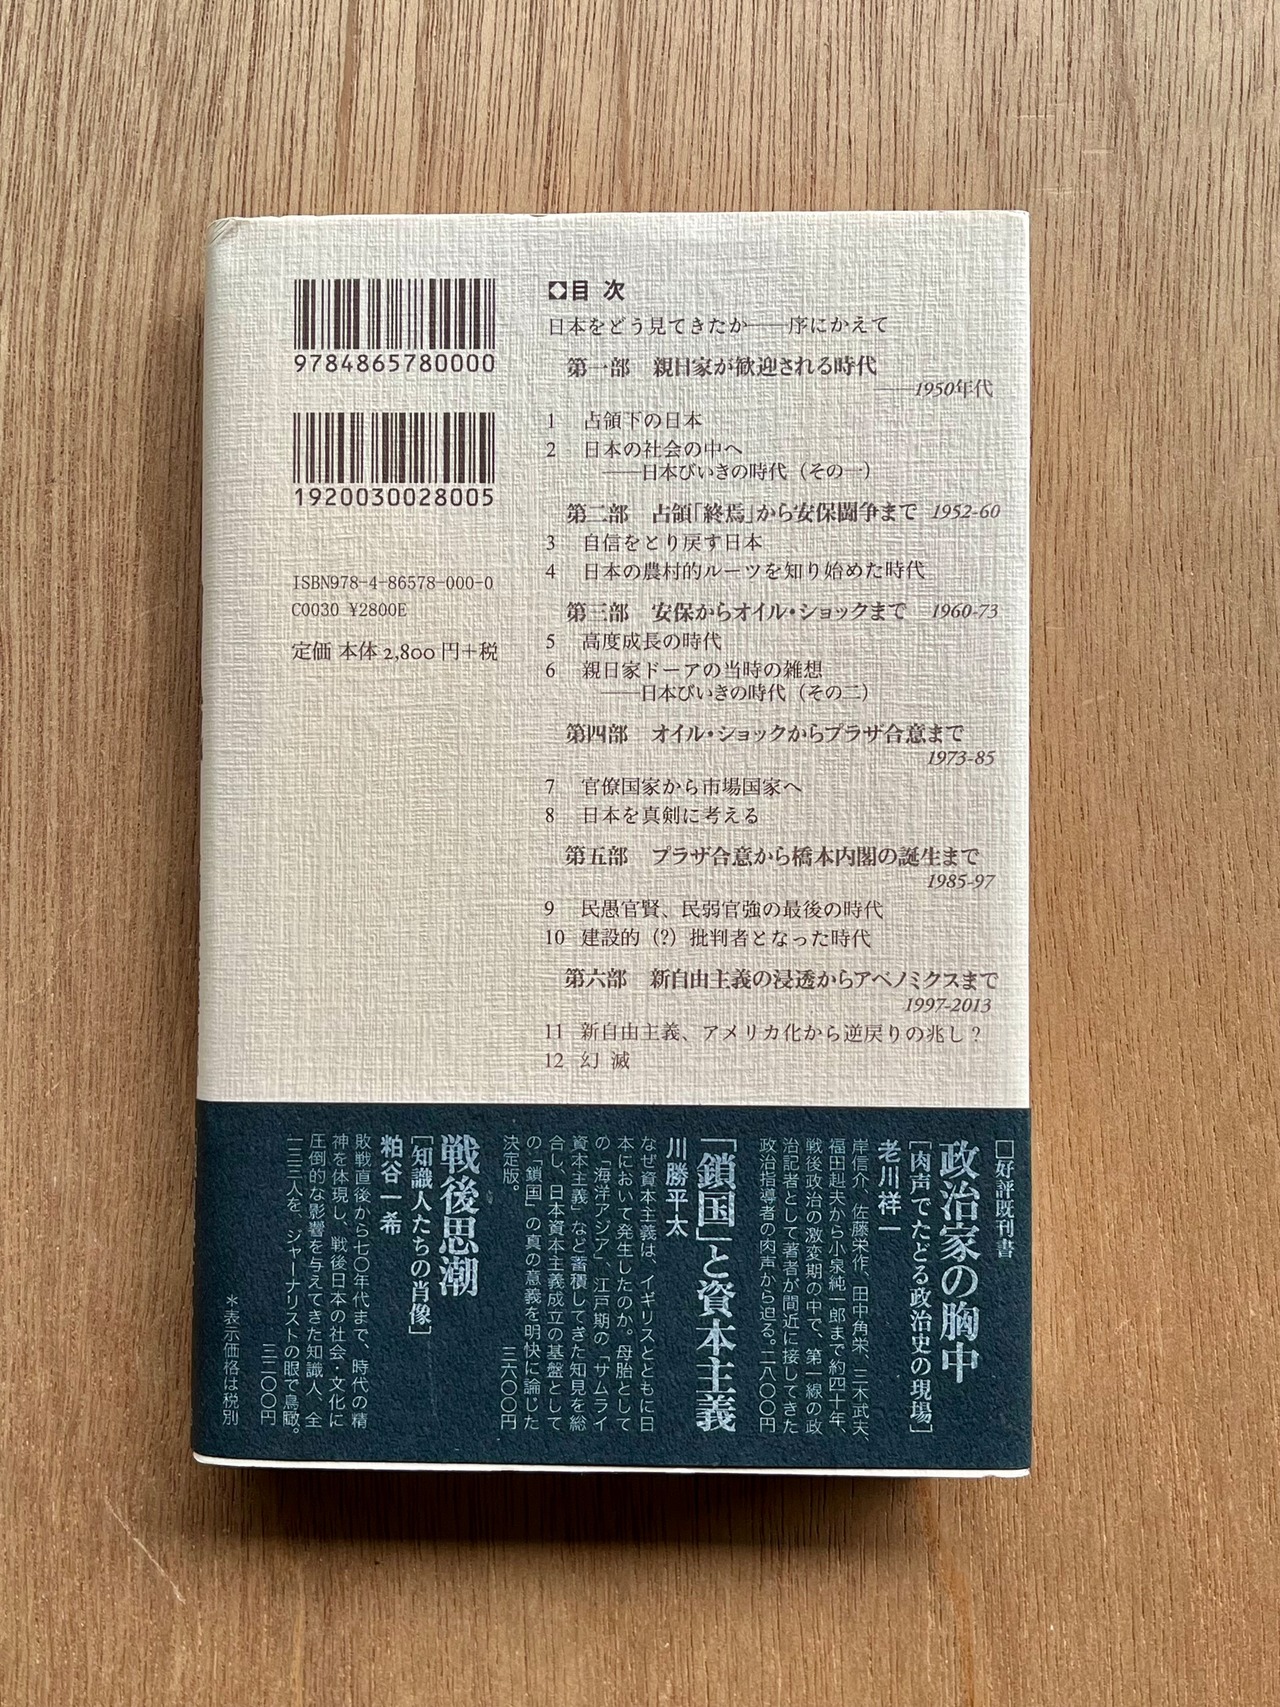 9784865780000
1920030028005
ISBN978-4-86578-000-0
C0030 ¥2800E
定価 本体2,800円+税
目次
日本をどう見てきたか――序にかえて
第一部 親日家が歓迎される時代
――1950年代
1 占領下の日本
2 日本の社会の中へ
――日本びいきの時代（その一）
第二部 占領「終焉」から安保闘争まで 1952-60
3 自信をとり戻す日本
4 日本の農村的ルーツを知り始めた時代
第三部 安保からオイル・ショックまで 1960-73
5 高度成長の時代
6 親日家ドーアの当時の雑想
――日本びいきの時代（その二）
第四部 オイル・ショックからプラザ合意まで
1973-85
7 官僚国家から市場国家へ
8 日本を真剣に考える
第五部 プラザ合意から橋本内閣の誕生まで
1985-97
9 民愚官賢、民弱官強の最後の時代
10 建設的（?）批判者となった時代
第六部 新自由主義の浸透からアベノミクスまで
1997-2013
11 新自由主義、アメリカ化から逆戻りの兆し？
12 幻滅
□好評既刊書
政治家の胸中
［肉声でたどる政治史の現場］
老川祥一
岸信介、佐藤栄作、田中角栄、三木武夫、
福田赳夫から小泉純一郎まで約四十年、
戦後政治の激変期の中で、第一線の政
治記者として著者が間近に接してきた
政治指導者の肉声から迫る。二八〇〇円
「鎖国」と資本主義
川勝平太
なぜ資本主義は、イギリスとともに日
本において発生したのか。母胎として
の「海洋アジア」、江戸期の「サムライ
資本主義」など蓄積してきた知見を総
合し、日本資本主義成立の基盤として
の「鎖国」の真の意義を明快に論じた
決定版。 三六〇〇円
戦後思潮
［知識人たちの肖像］
粕谷一希
敗戦直後から七〇年代まで、時代の精
神を体現し、戦後日本の社会・文化に
圧倒的な影響を与えてきた知識人、全
一三三人を、ジャーナリストの眼で鳥瞰。
三二〇〇円
＊表示価格は税別